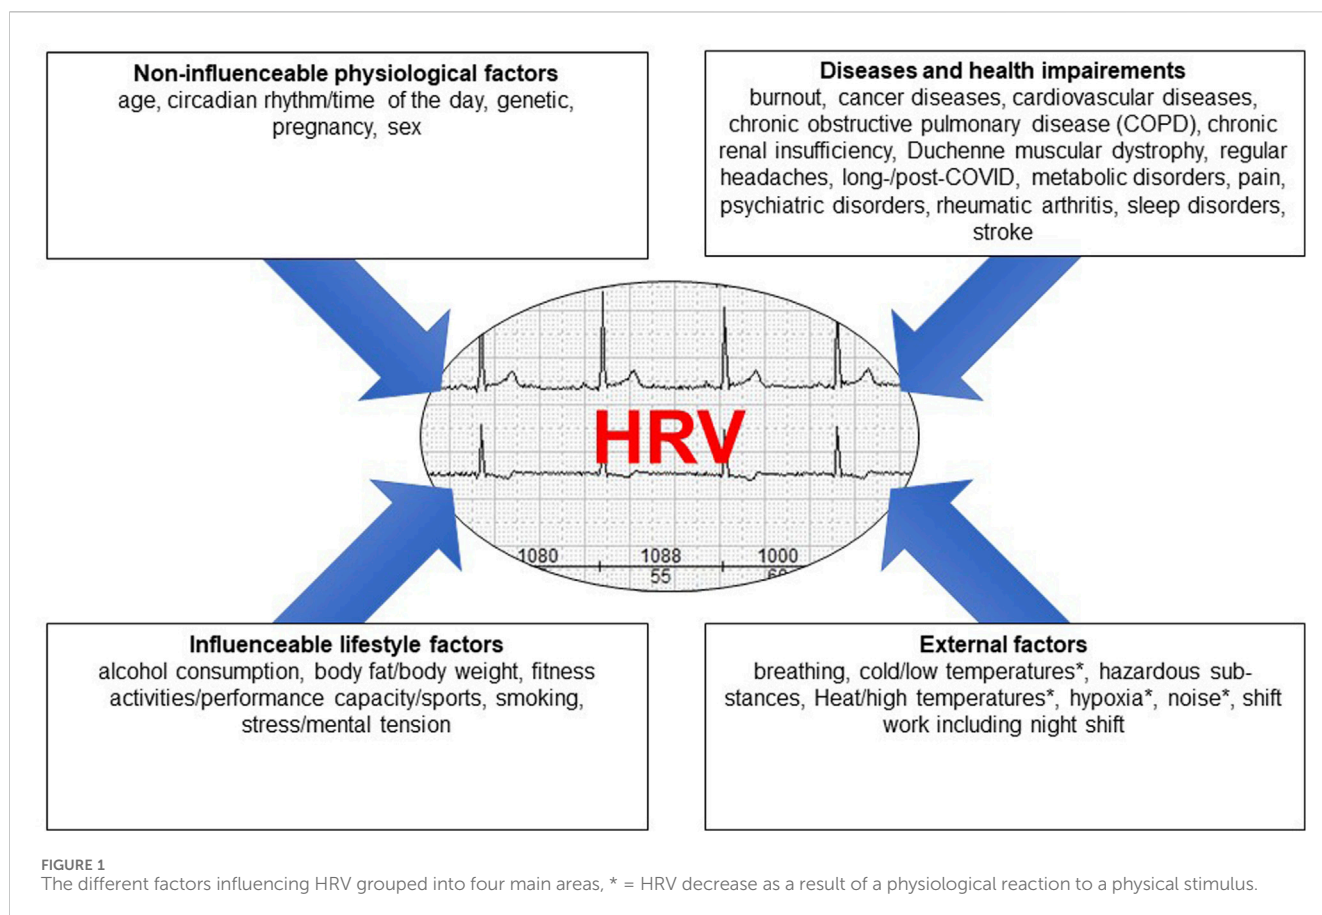 Non-influenceable physiological factors
age, circadian rhythm/time of the day, genetic,
pregnancy, sex
Diseases and health impairements
burnout, cancer diseases, cardiovascular diseases,
chronic obstructive pulmonary disease (COPD), chronic
renal insufficiency, Duchenne muscular dystrophy, regular
headaches, long-/post-COVID, metabolic disorders, pain,
psychiatric disorders, rheumatic arthritis, sleep disorders,
stroke
HRV
1080 1088 1000
55 60
Influenceable lifestyle factors
alcohol consumption, body fat/body weight, fitness
activities/performance capacity/sports, smoking,
stress/mental tension
External factors
breathing, cold/low temperatures*, hazardous sub-
stances, Heat/high temperatures*, hypoxia*, noise*, shift
work including night shift
FIGURE 1
The different factors influencing HRV grouped into four main areas, * = HRV decrease as a result of a physiological reaction to a physical stimulus.